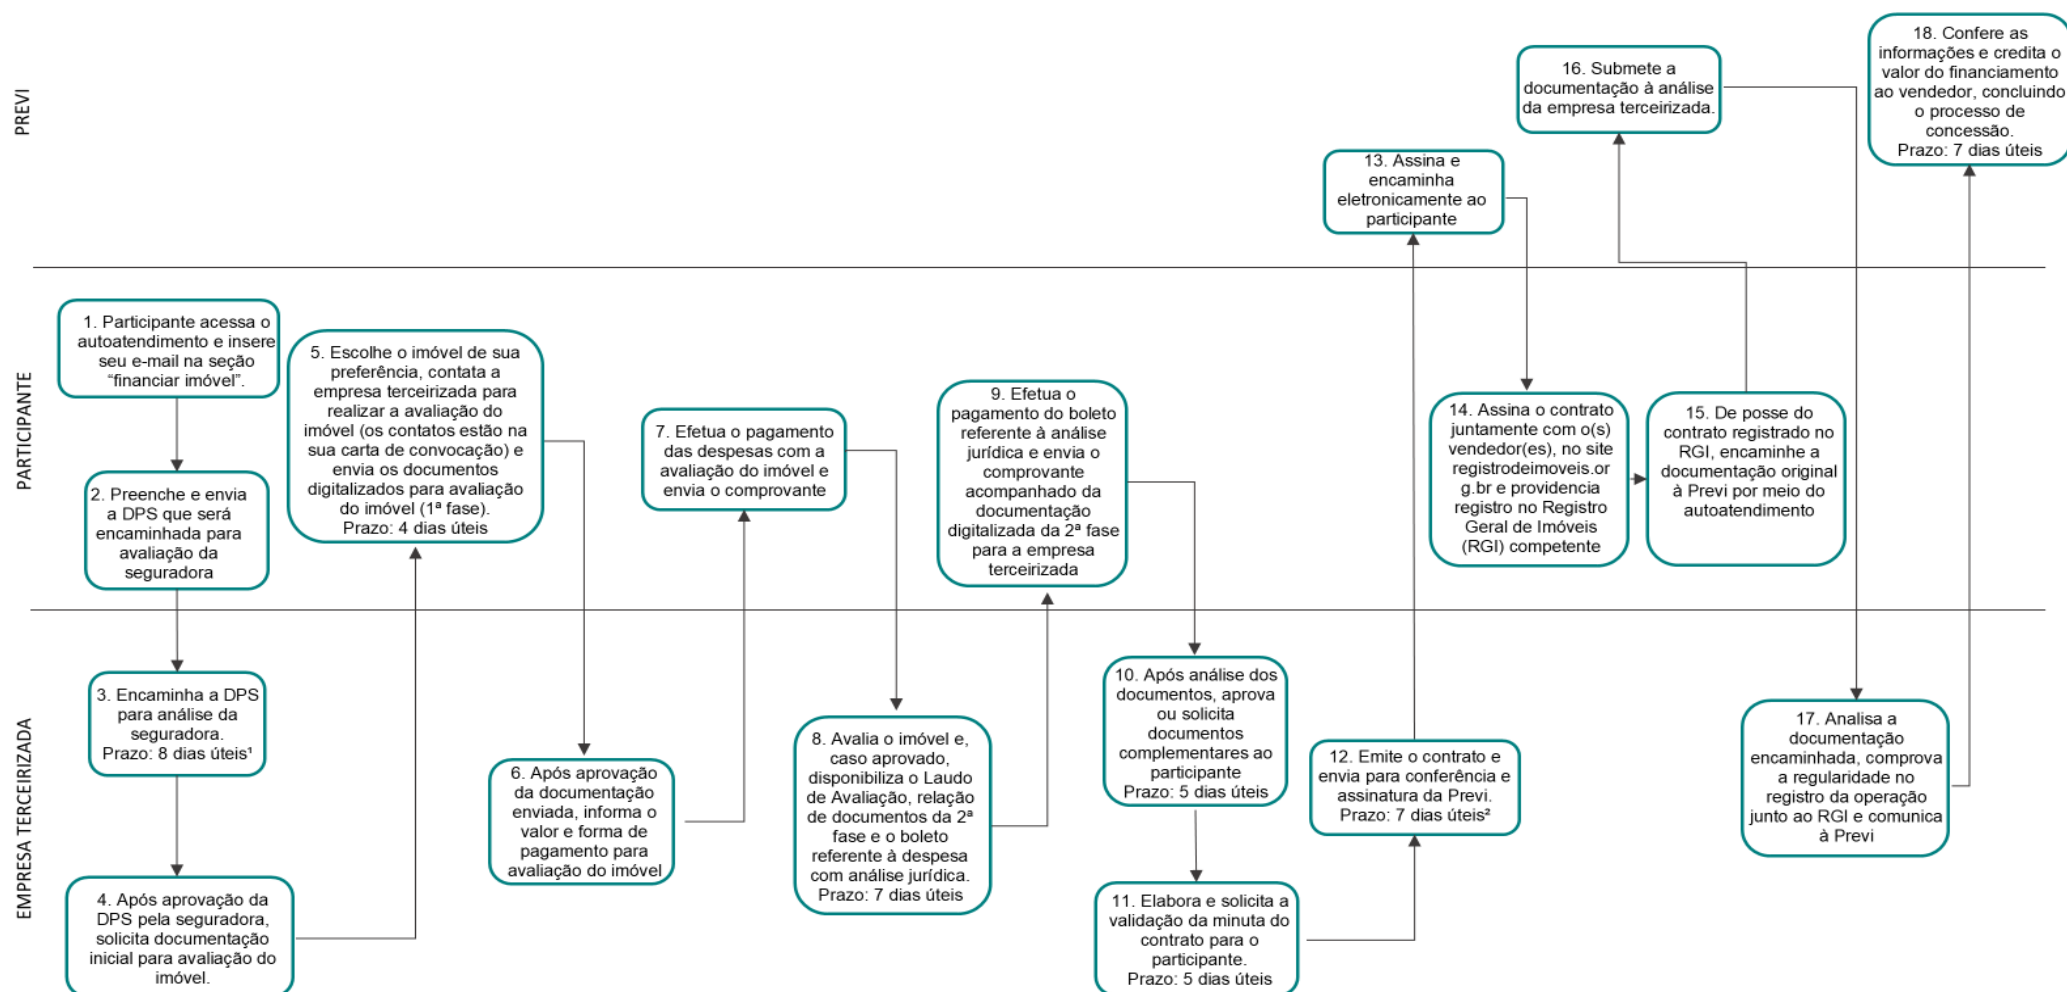 PREVI
PARTICIPANTE
EMPRESA TERCEIRIZADA
1. Participante acessa o
autoatendimento e insere
seu e-mail na seção
“financiar imóvel”.
2. Preenche e envia
a DPS que será
encaminhada para
avaliação da
seguradora
3. Encaminha a DPS
para análise da
seguradora.
Prazo: 8 dias úteis¹
4. Após aprovação da
DPS pela seguradora,
solicita documentação
inicial para avaliação do
imóvel.
5. Escolhe o imóvel de sua
preferência, contata a
empresa terceirizada para
realizar a avaliação do
imóvel (os contatos estão na
sua carta de convocação) e
envia os documentos
digitalizados para avaliação
do imóvel (1ª fase).
Prazo: 4 dias úteis
6. Após aprovação
da documentação
enviada, informa o
valor e forma de
pagamento para
avaliação do imóvel
7. Efetua o pagamento
das despesas com a
avaliação do imóvel e
envia o comprovante
8. Avalia o imóvel e,
caso aprovado,
disponibiliza o Laudo
de Avaliação, relação
de documentos da 2ª
fase e o boleto
referente à despesa
com análise jurídica.
Prazo: 7 dias úteis
9. Efetua o
pagamento do boleto
referente à análise
jurídica e envia o
comprovante
acompanhado da
documentação
digitalizada da 2ª fase
para a empresa
terceirizada
10. Após análise dos
documentos, aprova
ou solicita
documentos
complementares ao
participante
Prazo: 5 dias úteis
11. Elabora e solicita a
validação da minuta do
contrato para o
participante.
Prazo: 5 dias úteis
12. Emite o contrato e
envia para conferência e
assinatura da Previ.
Prazo: 7 dias úteis²
13. Assina e
encaminha
eletronicamente ao
participante
14. Assina o contrato
juntamente com o(s)
vendedor(es), no site
registrodeimoveis.or
g.br e providencia
registro no Registro
Geral de Imóveis
(RGI) competente
15. De posse do
contrato registrado no
RGI, encaminhe a
documentação original
à Previ por meio do
autoatendimento
16. Submete a
documentação à análise
da empresa terceirizada.
17. Analisa a
documentação
encaminhada, comprova
a regularidade no
registro da operação
junto ao RGI e comunica
à Previ
18. Confere as
informações e credita o
valor do financiamento
ao vendedor, concluindo
o processo de
concessão.
Prazo: 7 dias úteis